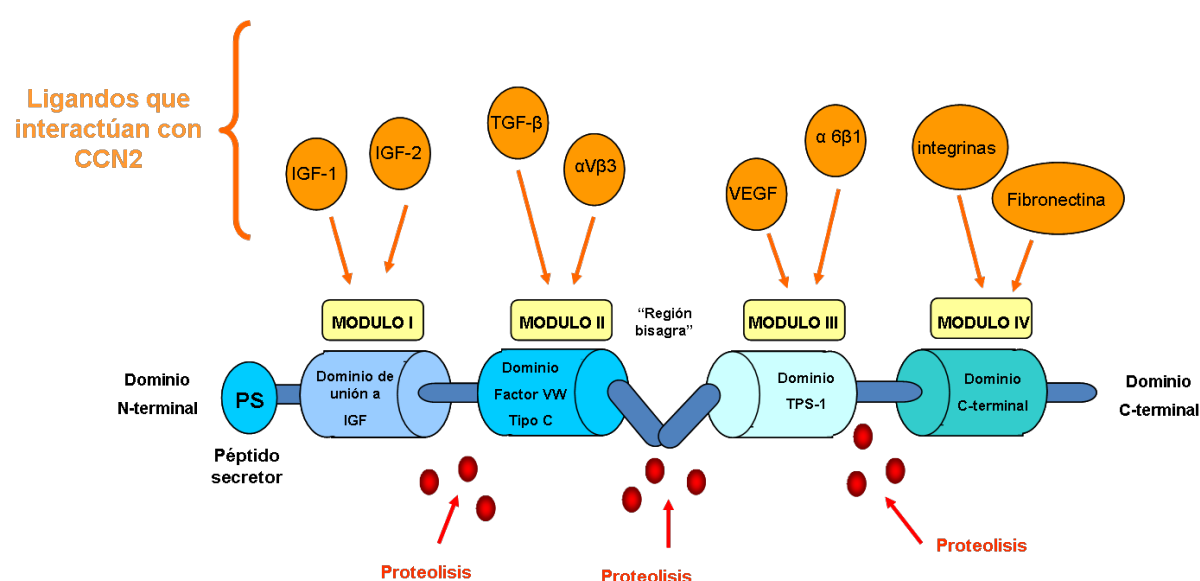 Ligandos que
interactúan con
CCN2
IGF-1
IGF-2
TGF-β
αVβ3
VEGF
α 6β1
integrinas
Fibronectina
MODULO I
MODULO II
“Región
bisagra”
MODULO III
MODULO IV
Dominio
N-terminal
PS
Péptido
secretor
Dominio de
unión a
IGF
Dominio
Factor VW
Tipo C
Dominio
TPS-1
Dominio
C-terminal
Dominio
C-terminal
Proteolisis
Proteolisis
Proteolisis